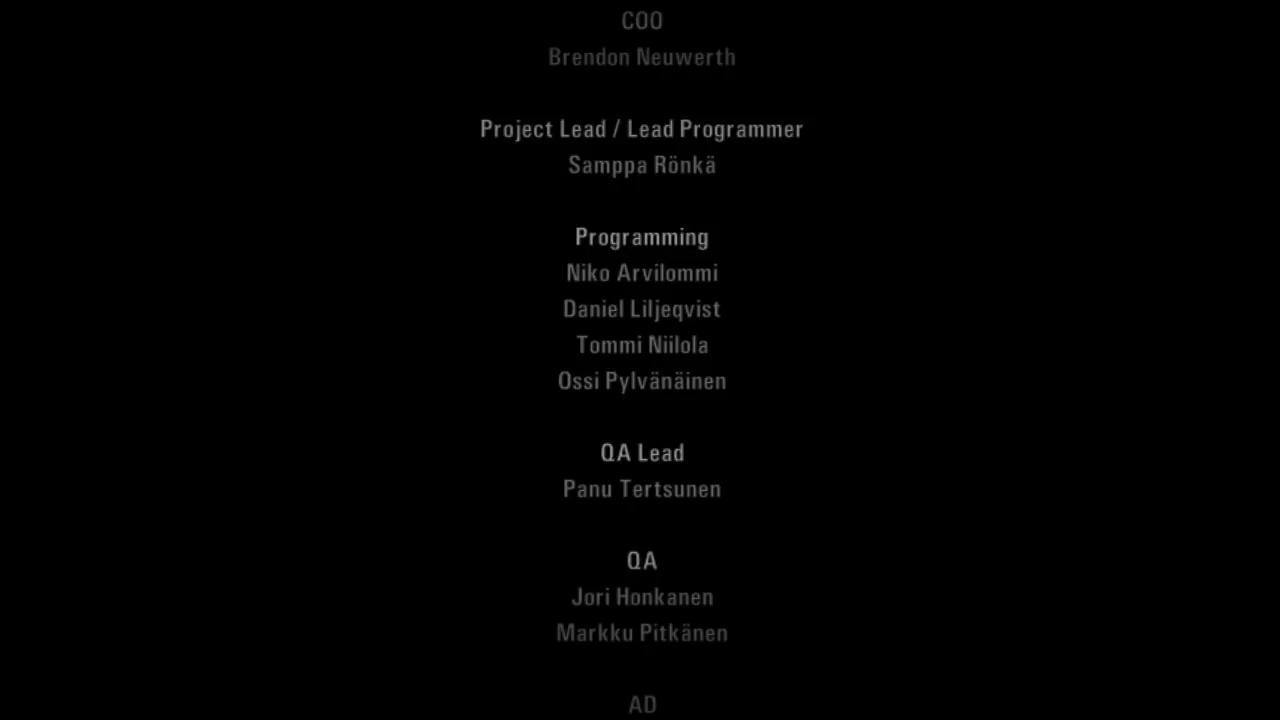 COO
Brendon Neuwerth
Project Lead / Lead Programmer
Samppa Rönkä
Programming
Niko Arvilommi
Daniel Liljeqvist
Tommi Niilola
Ossi Pylvänäinen
QA Lead
Panu Tertsunen
QA
Jori Honkanen
Markku Pitkänen
AD